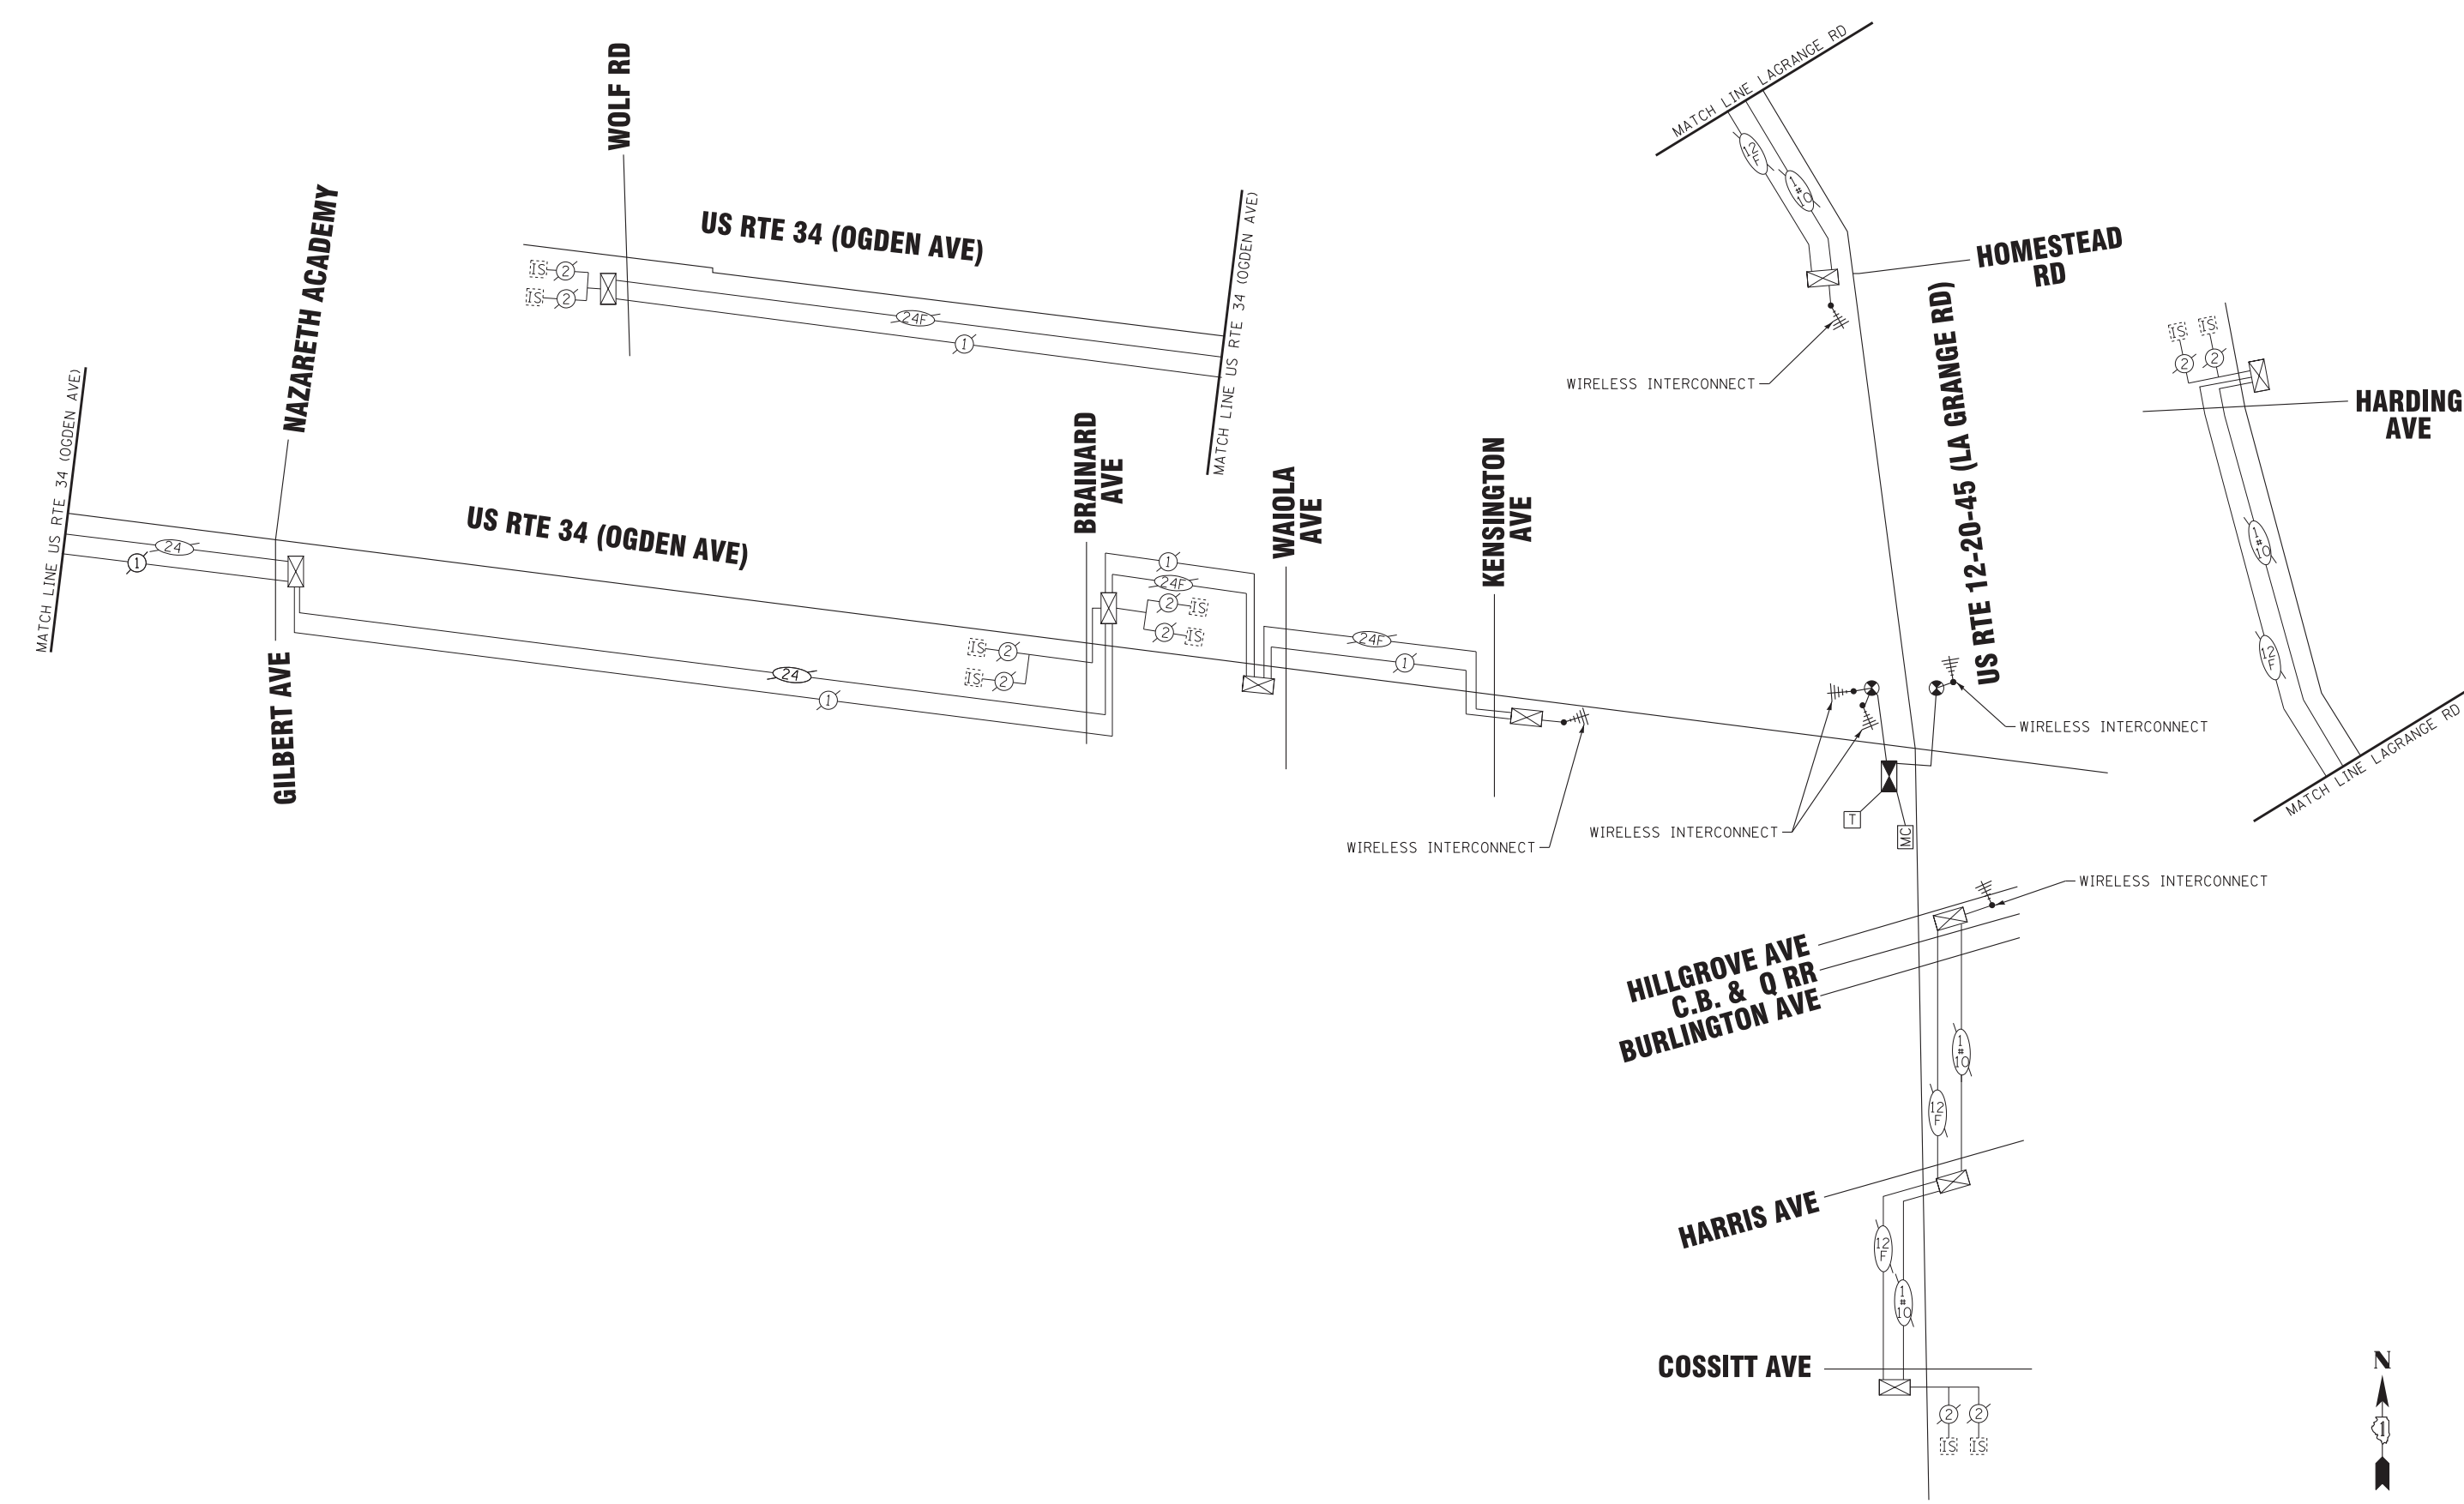 WOLF RD
US RTE 34 (OGDEN AVE)
IS 2
IS 2
24F
1
MATCH LINE US RTE 34 (OGDEN AVE)
MATCH LINE LAGRANGE RD
12
F
1
#
10
HOMESTEAD
RD
WIRELESS INTERCONNECT
IS IS
2 2
HARDING
AVE
1
#
10
12
F
MATCH LINE LAGRANGE RD
MATCH LINE US RTE 34 (OGDEN AVE)
NAZARETH ACADEMY
24
1
GILBERT AVE
US RTE 34 (OGDEN AVE)
24
1
BRAINARD
AVE
IS 2
IS 2
1
24F
2 IS
2 IS
WAIOLA
AVE
24F
1
KENSINGTON
AVE
WIRELESS INTERCONNECT
WIRELESS INTERCONNECT
US RTE 12-20-45 (LA GRANGE RD)
WIRELESS INTERCONNECT
T
MC
WIRELESS INTERCONNECT
HILLGROVE AVE
C.B. & Q RR
BURLINGTON AVE
1
#
10
12
F
HARRIS AVE
12
F
1
#
10
COSSITT AVE
2 2
IS IS
N
1